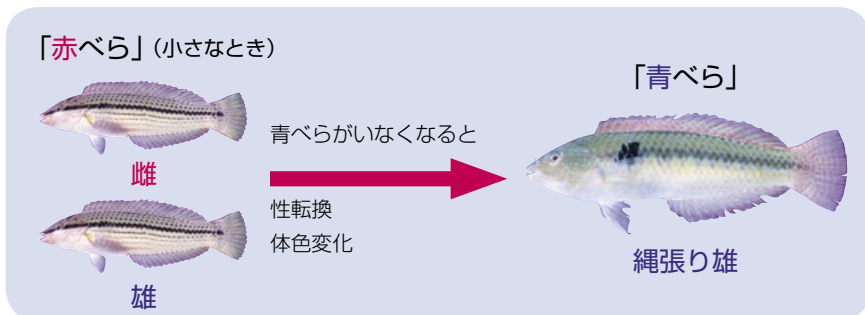 「赤べら」（小さなとき）
雌
雄
青べらがいなくなると
性転換
体色変化
「青べら」
縄張り雄